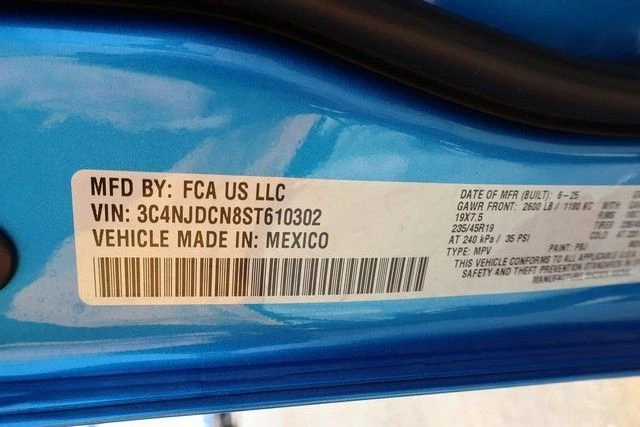 MFD BY: FCA US LLC
VIN: 3C4NJDCN8ST610302
VEHICLE MADE IN: MEXICO
DATE OF MFR (BUILT): 6-25
GAWR FRONT: 2600 LB / 1180 KG
19X7.5
235/45R19
AT 240 kPa / 35 PSI
TYPE: MPV PAINT: PBJ
THIS VEHICLE CONFORMS TO ALL APPLICABLE
SAFETY AND THEFT PREVENTION STANDARDS